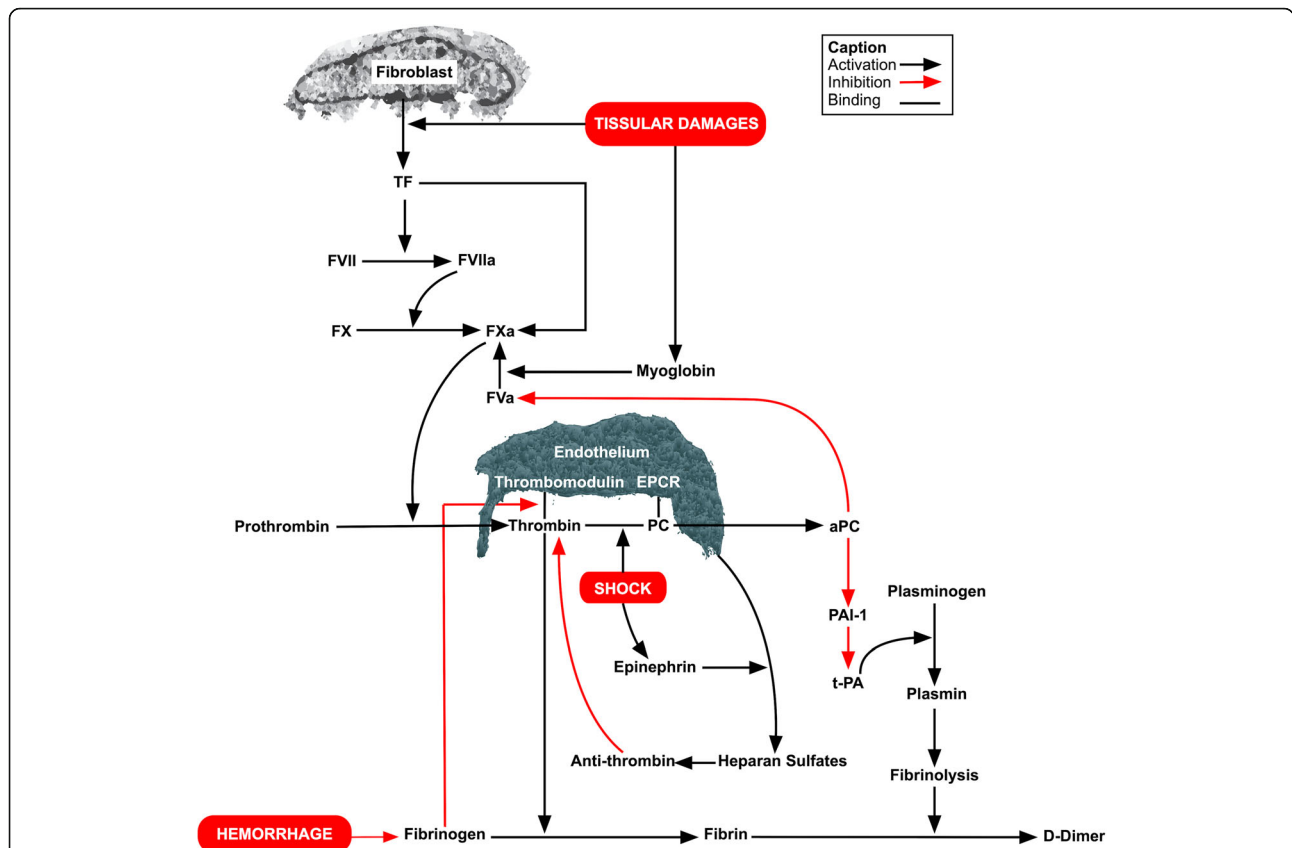 Caption
Activation
Inhibition
Binding
Fibroblast
TISSULAR DAMAGES
TF
FVII
FVIIa
FX
FXa
Myoglobin
FVa
Endothelium
Thrombomodulin EPCR
Prothrombin
Thrombin
PC
aPC
SHOCK
Plasminogen
PAI-1
Epinephrin
t-PA
Plasmin
Anti-thrombin
Heparan Sulfates
Fibrinolysis
HEMORRHAGE
Fibrinogen
Fibrin
D-Dimer